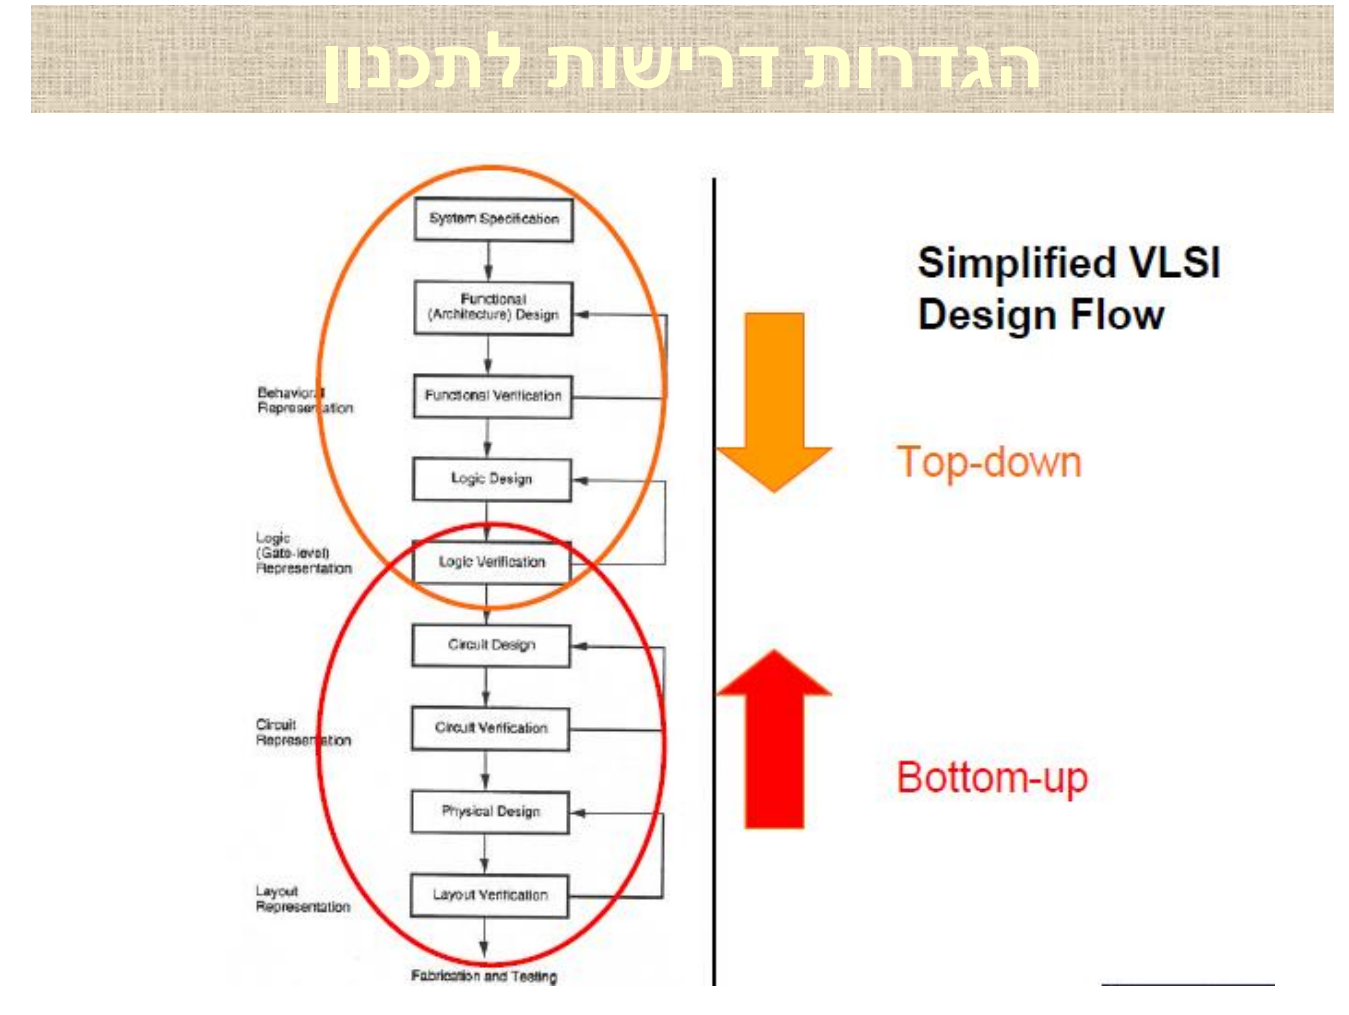 הגדרות דרישות לתכנון
System Specification
Functional
(Architecture) Design
Functional Verification
Behavioral
Representation
Logic Design
Logic
(Gate-level)
Representation
Logic Verification
Circuit Design
Circuit Verification
Circuit
Representation
Physical Design
Layout Verification
Layout
Representation
Fabrication and Testing
Simplified VLSI
Design Flow
Top-down
Bottom-up